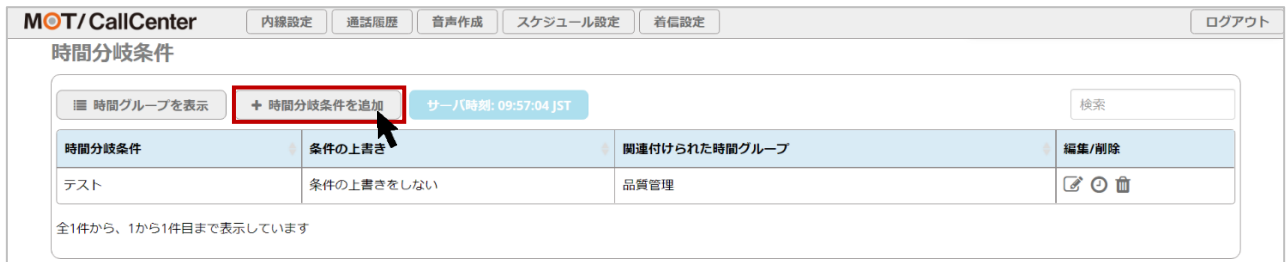 MOT/CallCenter 内線設定 通話履歴 音声作成 スケジュール設定 着信設定 ログアウト
時間分岐条件
時間グループを表示 + 時間分岐条件を追加 サーバ時刻: 09:57:04 JST 検索
時間分岐条件 条件の上書き 関連付けられた時間グループ 編集/削除
テスト 条件の上書きをしない 品質管理
全1件から、1から1件目まで表示しています